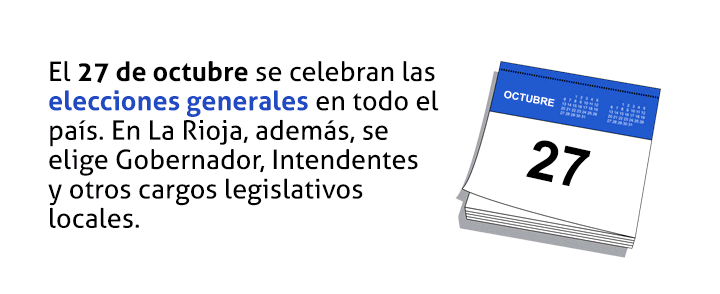 El 27 de octubre se celebran las
elecciones generales en todo el
país. En La Rioja, además, se
elige Gobernador, Intendentes
y otros cargos legislativos
locales.
OCTUBRE
27